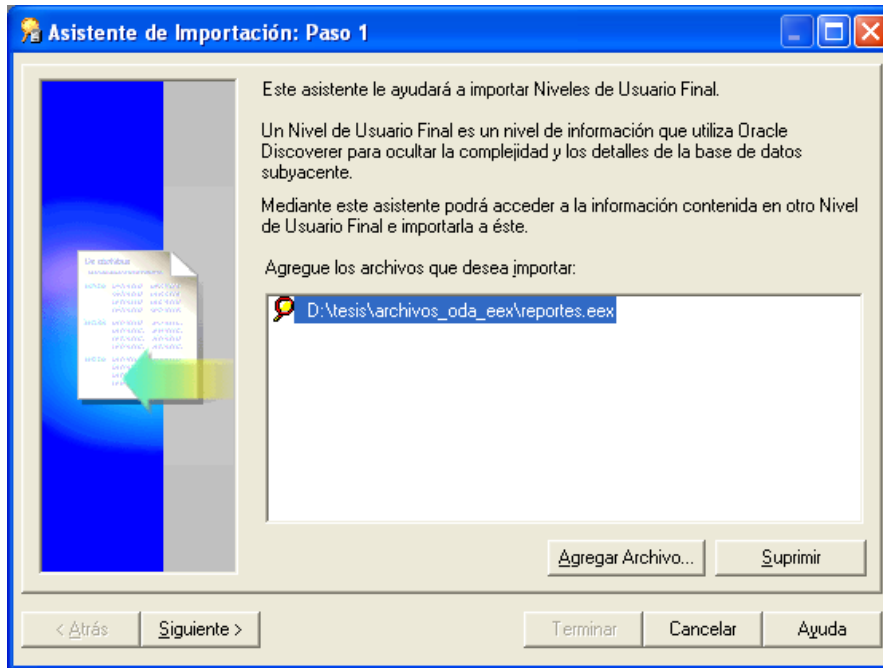 Asistente de Importación: Paso 1
Este asistente le ayudará a importar Niveles de Usuario Final.
Un Nivel de Usuario Final es un nivel de información que utiliza Oracle
Discoverer para ocultar la complejidad y los detalles de la base de datos
subyacente.
Mediante este asistente podrá acceder a la información contenida en otro Nivel
de Usuario Final e importarla a éste.
Agregue los archivos que desea importar:
D:\tesis\archivos_oda_eex\reportes.eex
Agregar Archivo... Suprimir
< Atrás Siguiente > Terminar Cancelar Ayuda